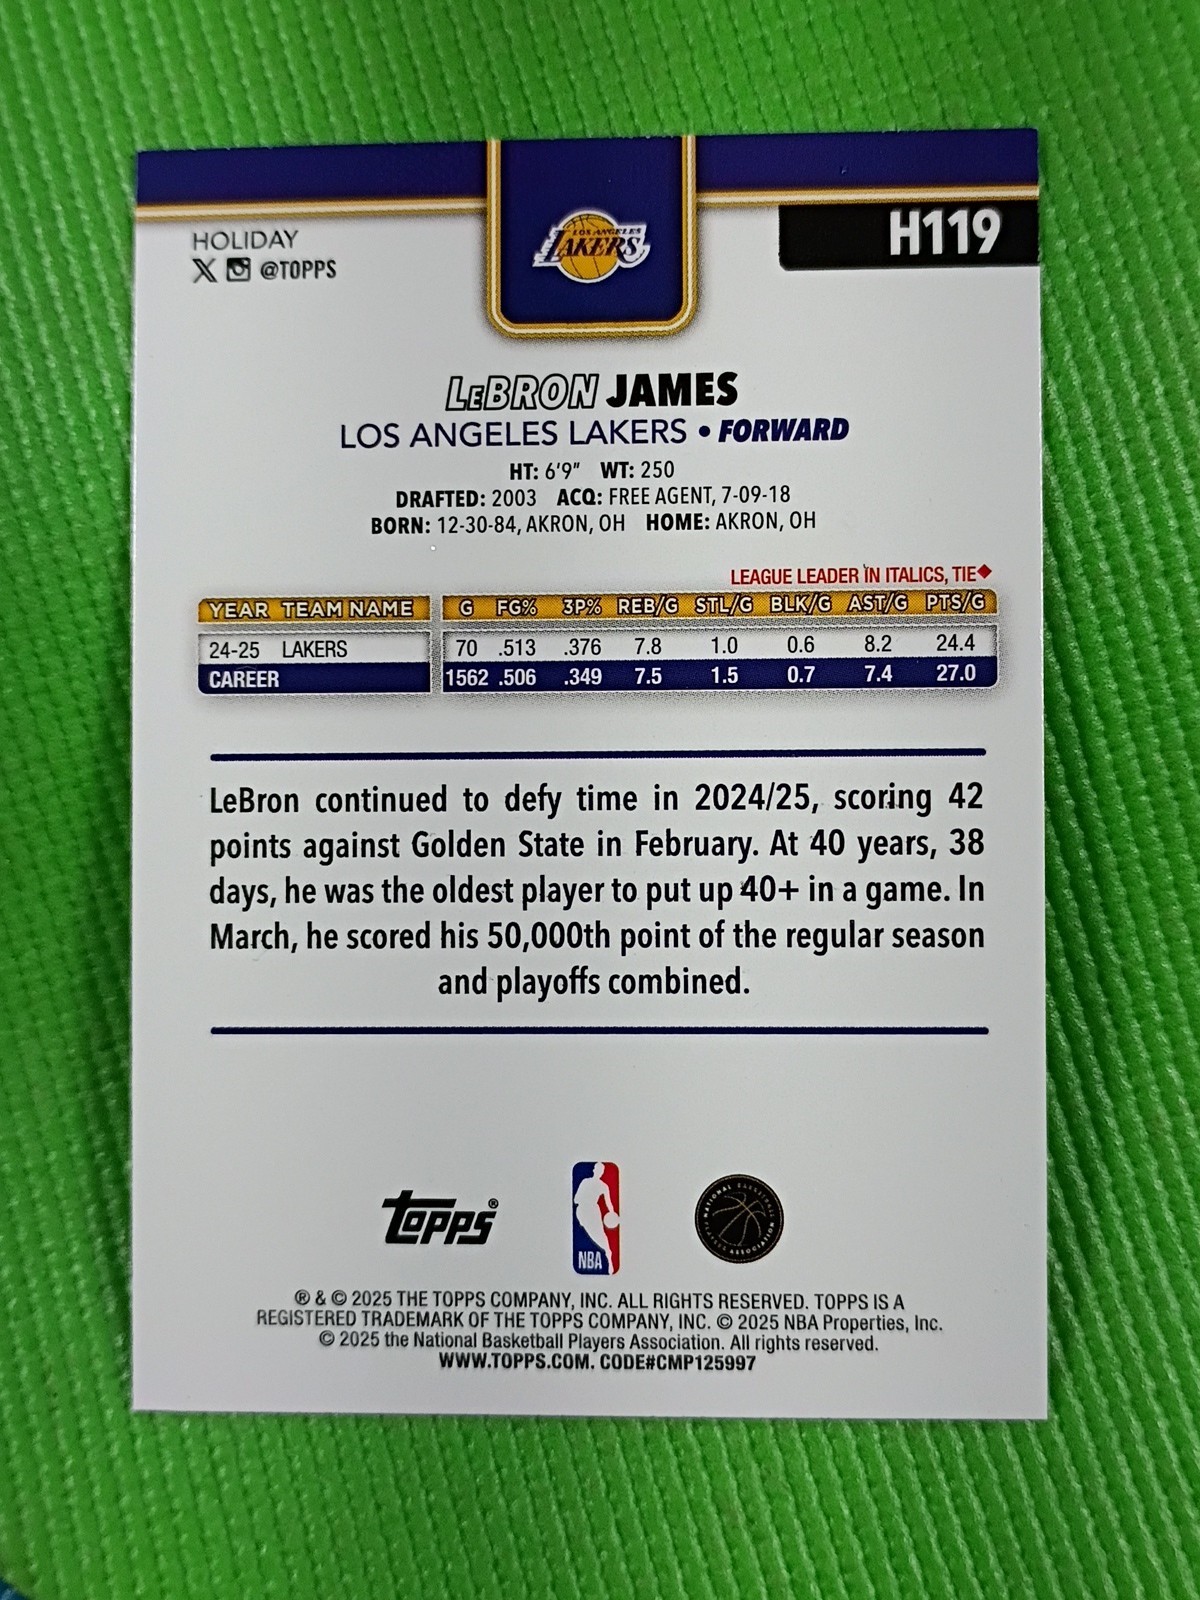 HOLIDAY
X @TOPPS
LOS ANGELES
LAKERS
H119
LeBRON JAMES
LOS ANGELES LAKERS • FORWARD
HT: 6'9" WT: 250
DRAFTED: 2003 ACQ: FREE AGENT, 7-09-18
BORN: 12-30-84, AKRON, OH HOME: AKRON, OH
LEAGUE LEADER IN ITALICS, TIE◆
YEAR TEAM NAME G FG% 3P% REB/G STL/G BLK/G AST/G PTS/G
24-25 LAKERS 70 .513 .376 7.8 1.0 0.6 8.2 24.4
CAREER 1562 .506 .349 7.5 1.5 0.7 7.4 27.0
LeBron continued to defy time in 2024/25, scoring 42
points against Golden State in February. At 40 years, 38
days, he was the oldest player to put up 40+ in a game. In
March, he scored his 50,000th point of the regular season
and playoffs combined.
Topps®
NBA
NATIONAL BASKETBALL
PLAYERS ASSOCIATION
® & © 2025 THE TOPPS COMPANY, INC. ALL RIGHTS RESERVED. TOPPS IS A
REGISTERED TRADEMARK OF THE TOPPS COMPANY, INC. © 2025 NBA Properties, Inc.
© 2025 the National Basketball Players Association. All rights reserved.
WWW.TOPPS.COM. CODE#CMP125997